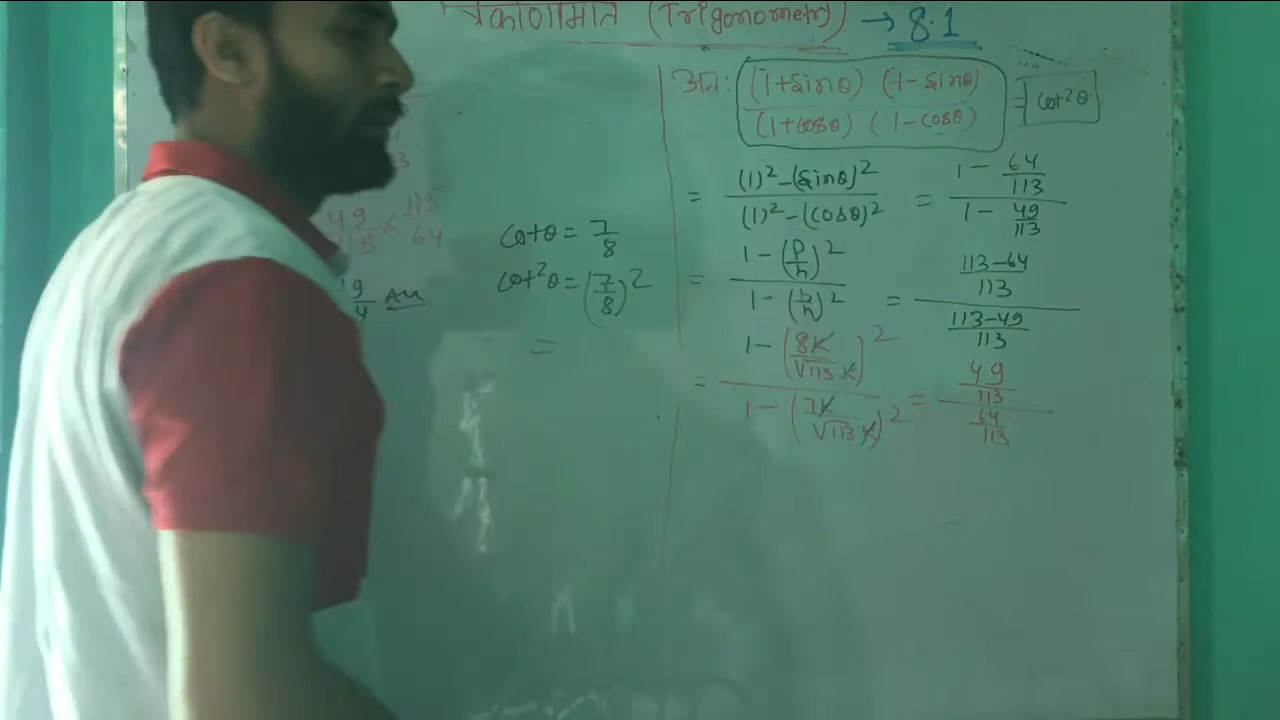 त्रिकोणमिति (Trigonometry) → 8.1
अतः (1+sinθ) (1-sinθ) / (1+cosθ) (1-cosθ) = cot²θ
= (1)² - (sinθ)² / (1)² - (cosθ)² = 1 - 64/113 / 1 - 49/113
= 1 - (p/h)² / 1 - (b/h)² = 113-64/113 / 113-49/113
= 1 - (8K/√113 K)² / 1 - (7K/√113 K)² = 49/113 / 64/113
49/113 × 113/64
Ans
cotθ = 7/8
cot²θ = (7/8)²
=